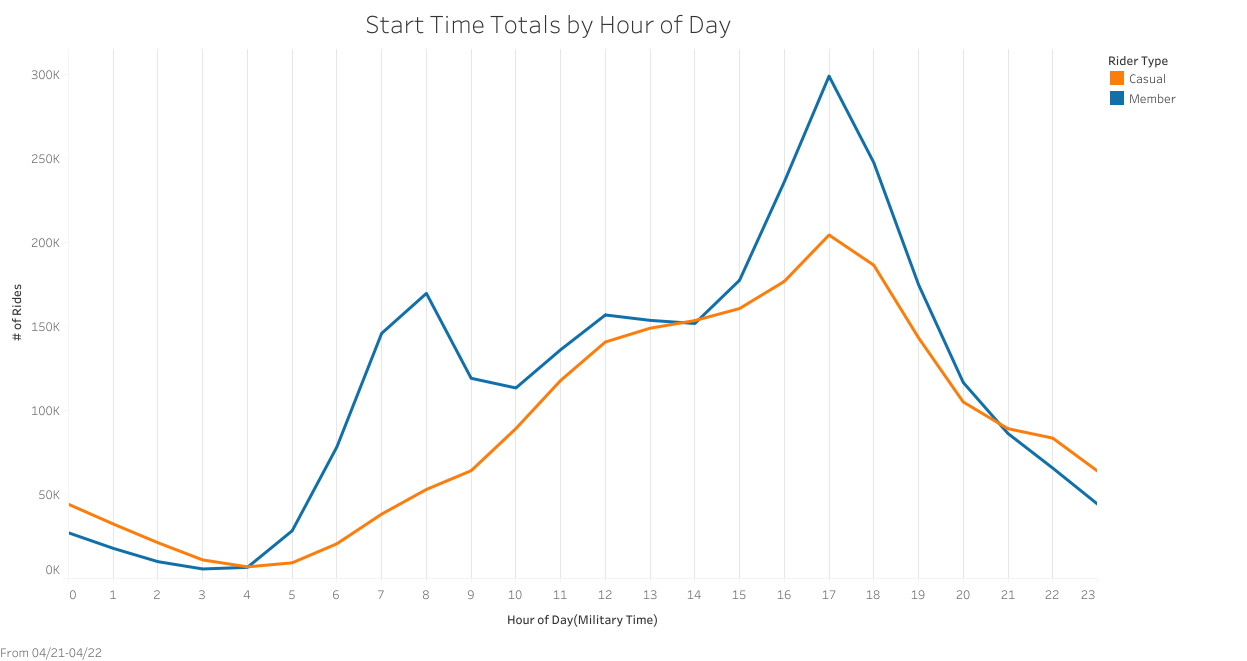 Start Time Totals by Hour of Day
Rider Type
Casual
Member
300K
250K
200K
150K
100K
50K
0K
# of Rides
0 1 2 3 4 5 6 7 8 9 10 11 12 13 14 15 16 17 18 19 20 21 22 23
Hour of Day(Military Time)
From 04/21-04/22